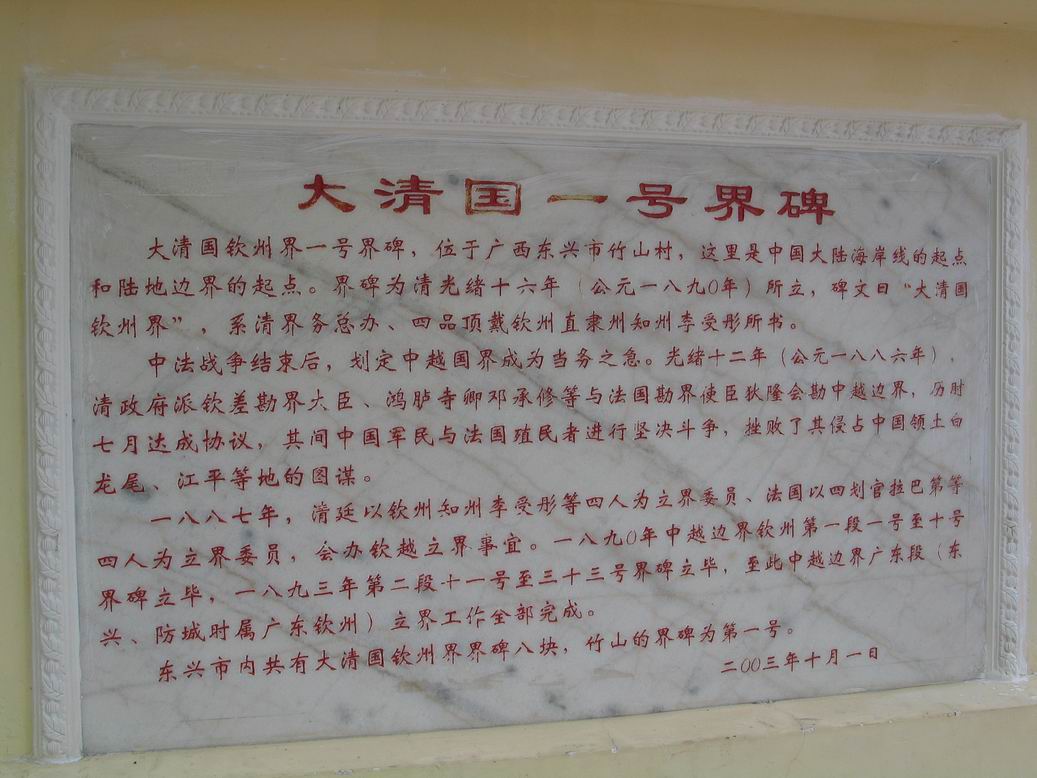 大清国一号界碑
大清国钦州界一号界碑，位于广西东兴市竹山村，这里是中国大陆海岸线的起点
和陆地边界的起点。界碑为清光绪十六年（公元一八九〇年）所立，碑文曰“大清国
钦州界”，系清界务总办、四品顶戴钦州直隶州知州李受彤所书。
中法战争结束后，划定中越国界成为当务之急。光绪十二年（公元一八八六年），
清政府派钦差勘界大臣、鸿胪寺卿邓承修等与法国勘界使臣狄隆会勘中越边界，历时
七月达成协议，其间中国军民与法国殖民者进行坚决斗争，挫败了其侵占中国领土白
龙尾、江平等地的图谋。
一八八七年，清廷以钦州知州李受彤等四人为立界委员、法国以四划官拉巴第等
四人为立界委员，会办钦越立界事宜。一八九〇年中越边界钦州第一段一号至十号
界碑立毕，一八九三年第二段十一号至三十三号界碑立毕，至此中越边界广东段（东
兴、防城时属广东钦州）立界工作全部完成。
东兴市内共有大清国钦州界界碑八块，竹山的界碑为第一号。
二〇〇三年十月一日